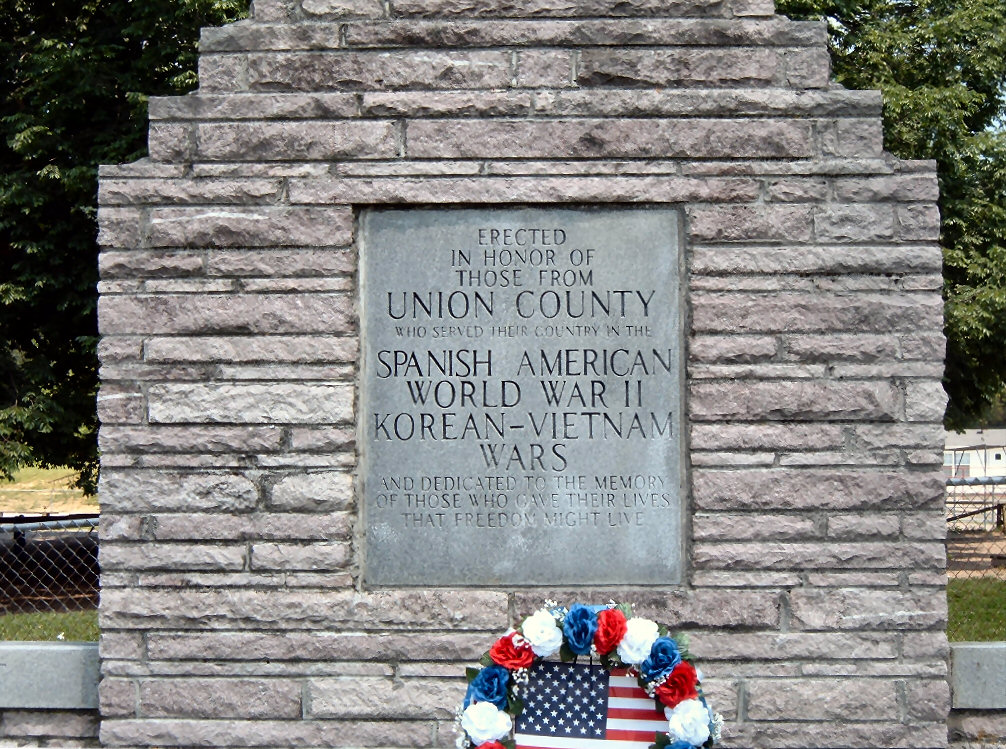 ERECTED
IN HONOR OF
THOSE FROM
UNION COUNTY
WHO SERVED THEIR COUNTRY IN THE
SPANISH AMERICAN
WORLD WAR II
KOREAN-VIETNAM
WARS
AND DEDICATED TO THE MEMORY
OF THOSE WHO GAVE THEIR LIVES
THAT FREEDOM MIGHT LIVE